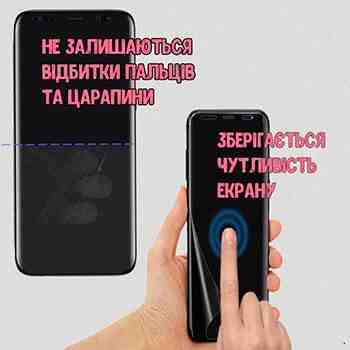 НЕ ЗАЛИШАЮТЬСЯ
ВІДБИТКИ ПАЛЬЦІВ
ТА ЦАРАПИНИ
ЗБЕРІГАЄТЬСЯ
ЧУТЛИВІСТЬ
ЕКРАНУ